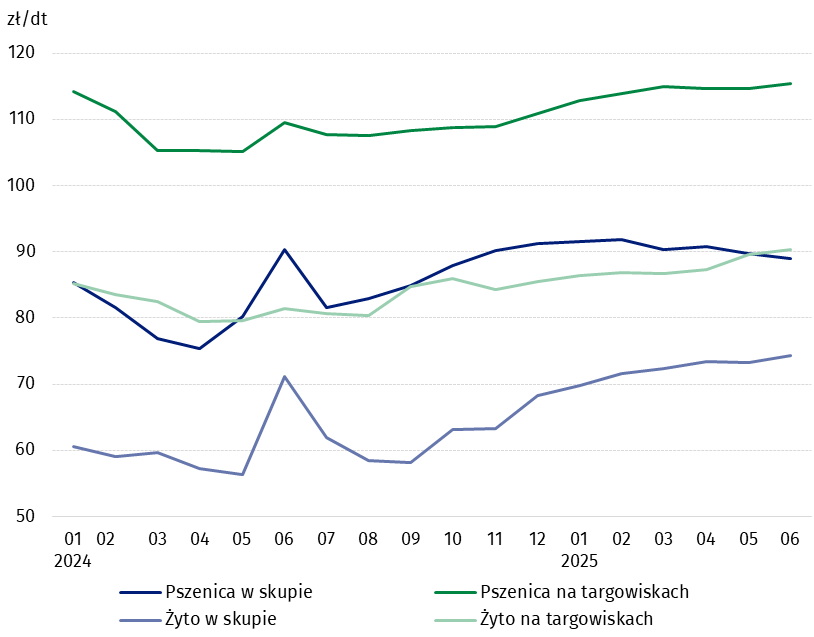 zł/dt
120
110
100
90
80
70
60
50
01 02 03 04 05 06 07 08 09 10 11 12 01 02 03 04 05 06
2024 2025
Pszenica w skupie Pszenica na targowiskach
Żyto w skupie Żyto na targowiskach